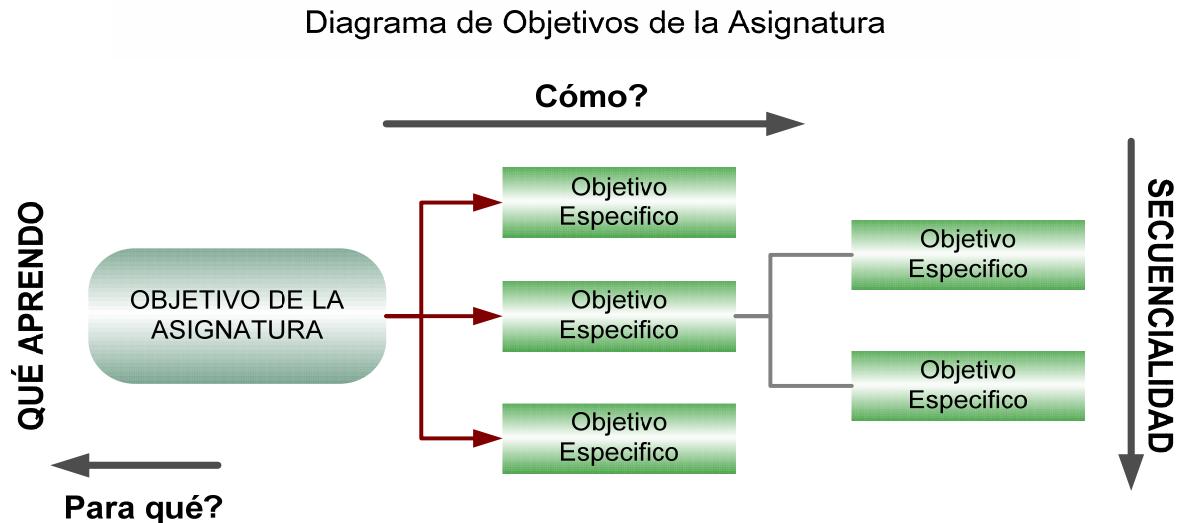 Diagrama de Objetivos de la Asignatura
Cómo?
QUÉ APRENDO
OBJETIVO DE LA
ASIGNATURA
Objetivo
Especifico
Objetivo
Especifico
Objetivo
Especifico
Objetivo
Especifico
Objetivo
Especifico
SECUENCIALIDAD
Para qué?